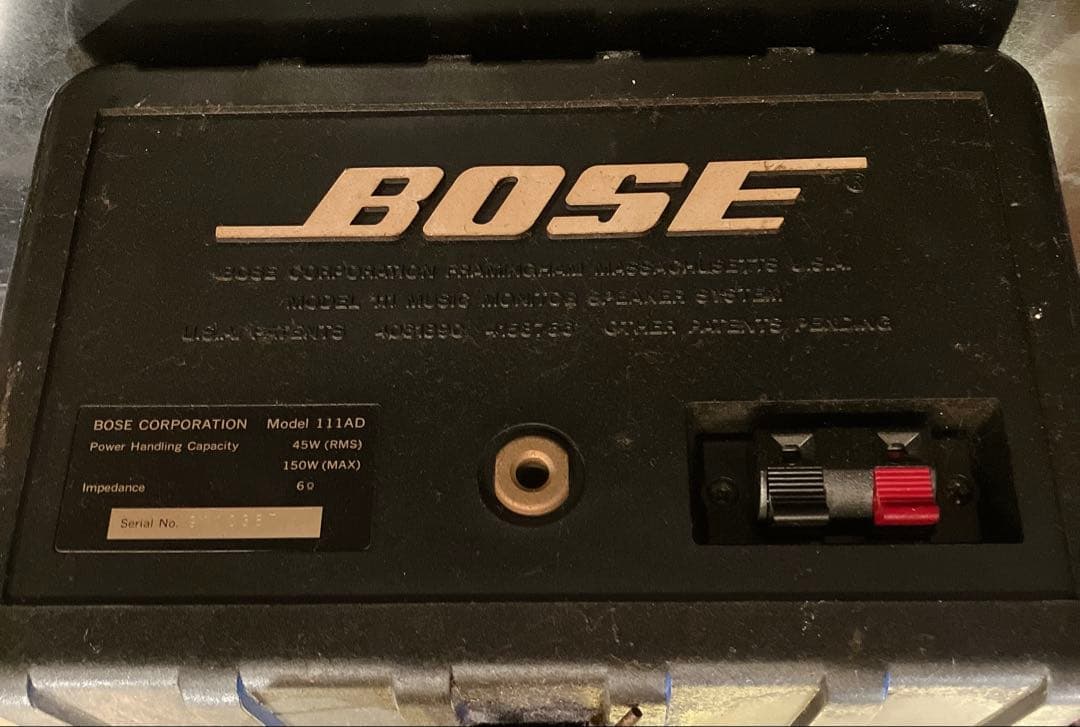 BOSE
BOSE CORPORATION FRAMINGHAM MASSACHUSETTS U.S.A.
MODEL 111 MUSIC MONITOR SPEAKER SYSTEM
U.S.A. PATENTS OTHER PATENTS PENDING
BOSE CORPORATION Model 111AD
Power Handling Capacity 45W (RMS)
150W (MAX)
Impedance 6Ω
Serial No.